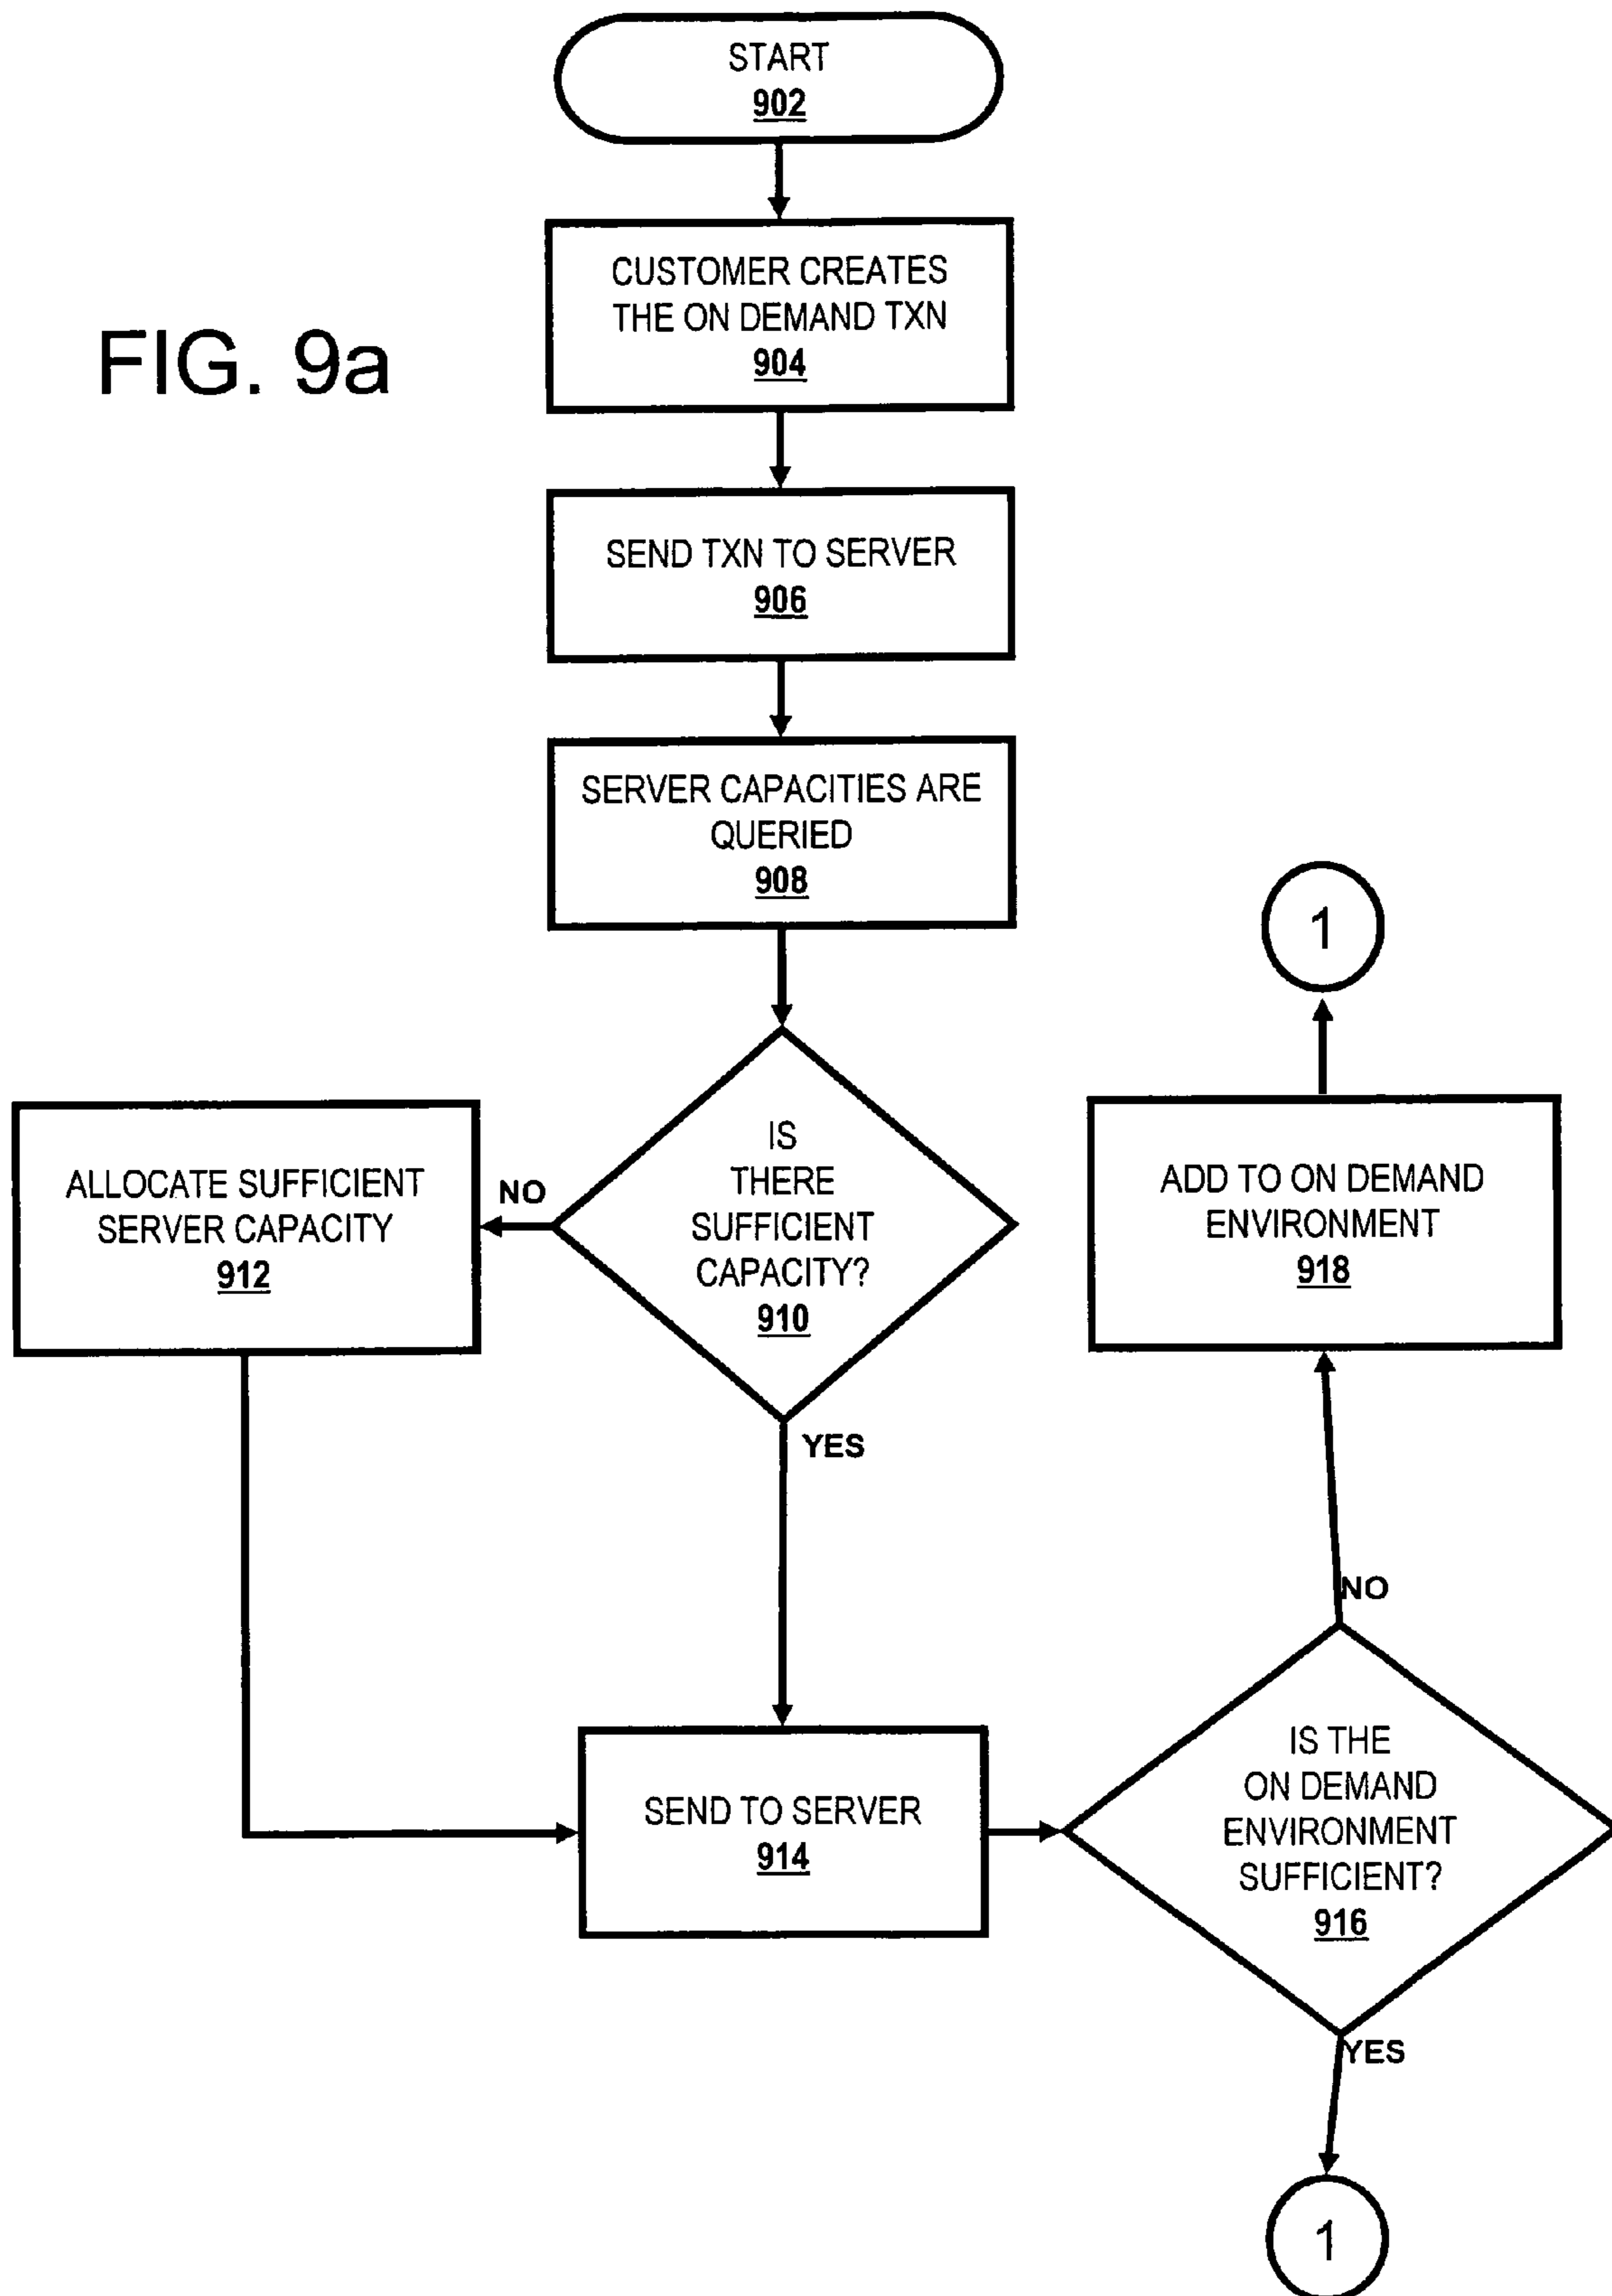 START
902
FIG. 9a
CUSTOMER CREATES
THE ON DEMAND TXN
904
SEND TXN TO SERVER
906
SERVER CAPACITIES ARE
QUERIED
908
IS
THERE
SUFFICIENT
CAPACITY?
910
NO
ALLOCATE SUFFICIENT
SERVER CAPACITY
912
YES
SEND TO SERVER
914
IS THE
ON DEMAND
ENVIRONMENT
SUFFICIENT?
916
NO
ADD TO ON DEMAND
ENVIRONMENT
918
1
YES
1